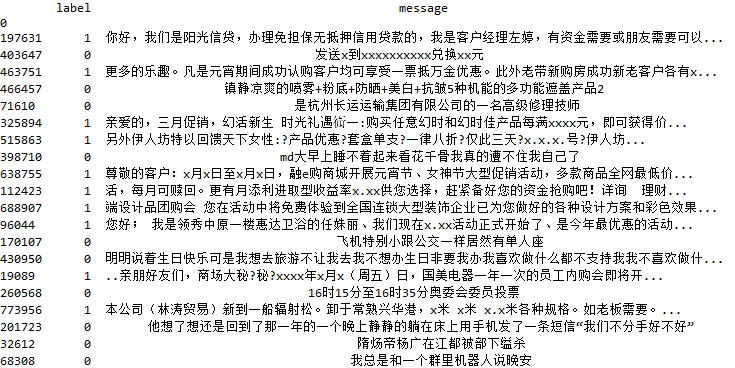 label message
0
197631 1 你好，我们是阳光信贷，办理免担保无抵押信用贷款的，我是客户经理左婷，有资金需要或朋友需要可以...
403647 0 发送x到xxxxxxxxxx兑换xx元
463751 1 更多的乐趣。凡是元宵期间成功认购客户均可享受一票抵万金优惠。此外老带新购房成功新老客户各有x...
466457 0 镇静凉爽的喷雾+粉底+防晒+美白+抗皱5种机能的多功能遮盖产品2
71610 0 是杭州长运运输集团有限公司的一名高级修理技师
325894 1 亲爱的，三月促销，幻活新生 时光礼遇㈠一:购买任意幻时和幻时佳产品每满xxxx元，即可获得价...
515863 1 另外伊人坊特以回馈天下女性:?产品优惠?套盒单支?一律八折?仅此三天?x.x.x.号?伊人坊...
398710 0 md大早上睡不着起来看花千骨我真的遭不住我自己了
638755 1 尊敬的客户：x月x日至x月x日，融e购商城开展元宵节、女神节大型促销活动，多款商品全网最低价...
112423 1 活，每月可赎回。更有月添利进取型收益率x.xx供您选择，赶紧备好您的资金抢购吧！详询 理财...
688907 1 端设计品团购会 您在活动中将免费体验到全国连锁大型装饰企业已为您做好的各种设计方案和彩色效果...
96044 1 您好； 我是领秀中原一楼惠达卫浴的任姝丽、我们现在x.xx活动正式开始了、是今年最优惠的活动...
170107 0 飞机特别小跟公交一样居然有单人座
430950 0 明明说着生日快乐可是我想去旅游不让我去我不想办生日非要办我喜欢做什么都不支持我我不喜欢做什...
19089 1 ..亲朋好友们，商场大秘?秘?xxxx年x月x（周五）日，国美电器一年一次的员工内购会即将开...
260568 0 16时15分至16时35分奥委会委员投票
773956 1 本公司（林涛贸易）新到一船辐射松。卸于常熟兴华港，x米 x米 x.x米各种规格。如老板需要。...
201723 0 他想了想还是回到了那一年的一个晚上静静的躺在床上用手机发了一条短信“我们不分手好不好”
32612 0 隋炀帝杨广在江都被部下缢杀
68308 0 我总是和一个群里机器人说晚安